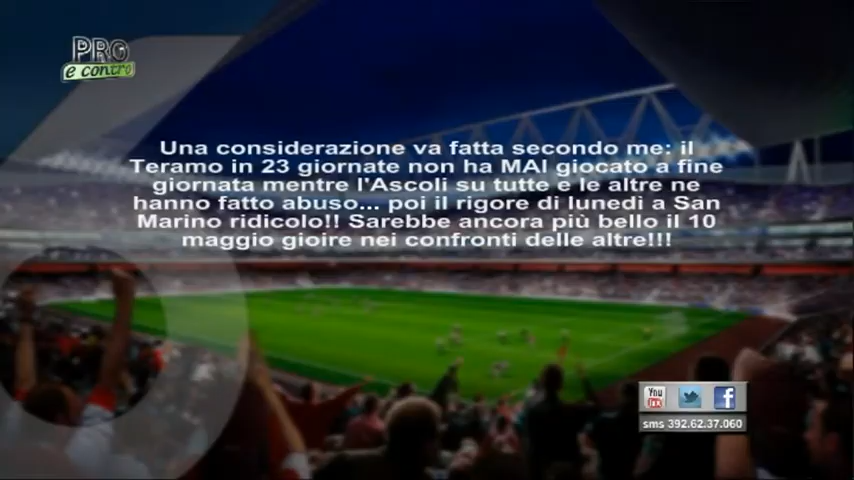 PRO
e contro
Una considerazione va fatta secondo me: il
Teramo in 23 giornate non ha MAI giocato a fine
giornata mentre l'Ascoli su tutte e le altre ne
hanno fatto abuso... poi il rigore di lunedi a San
Marino ridicolo!! Sarebbe ancora più bello il 10
maggio gioire nei confronti delle altre!!!
You
sms 392.62.37.060